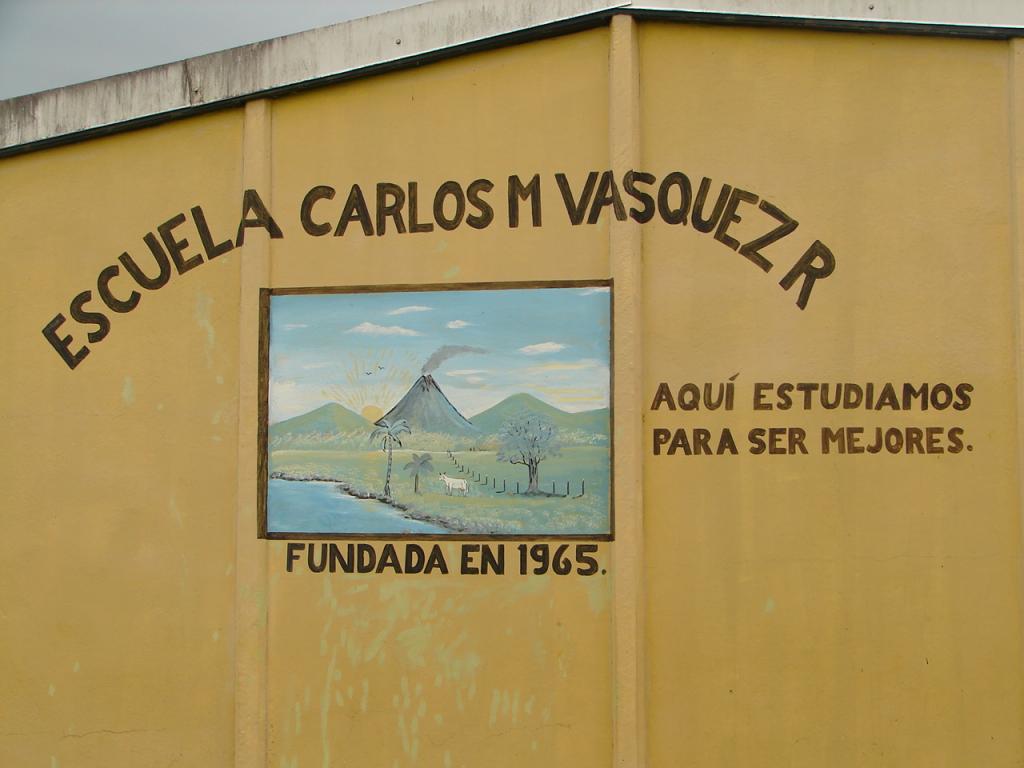 ESCUELA CARLOS M VASQUEZ R
AQUÍ ESTUDIAMOS
PARA SER MEJORES.
FUNDADA EN 1965.